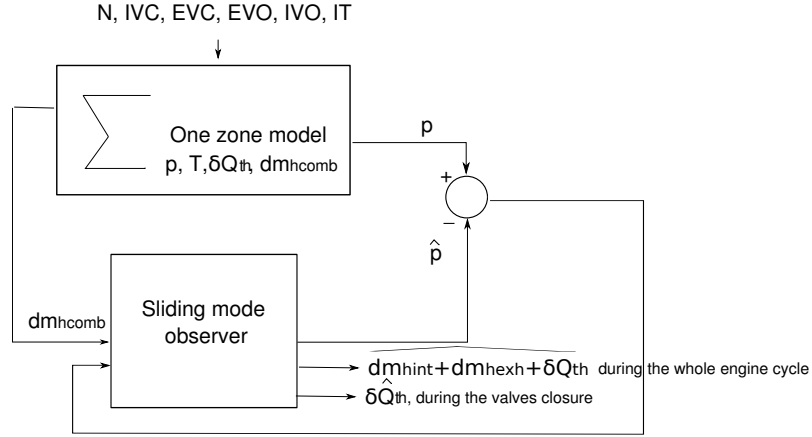 N, IVC, EVC, EVO, IVO, IT
∑ One zone model
p, T,δQth, dmhcomb
p
+
−
p̂
Sliding mode
observer
dmhcomb
dmhint+dmhexh+δQth during the whole engine cycle
δQ̂th, during the valves closure